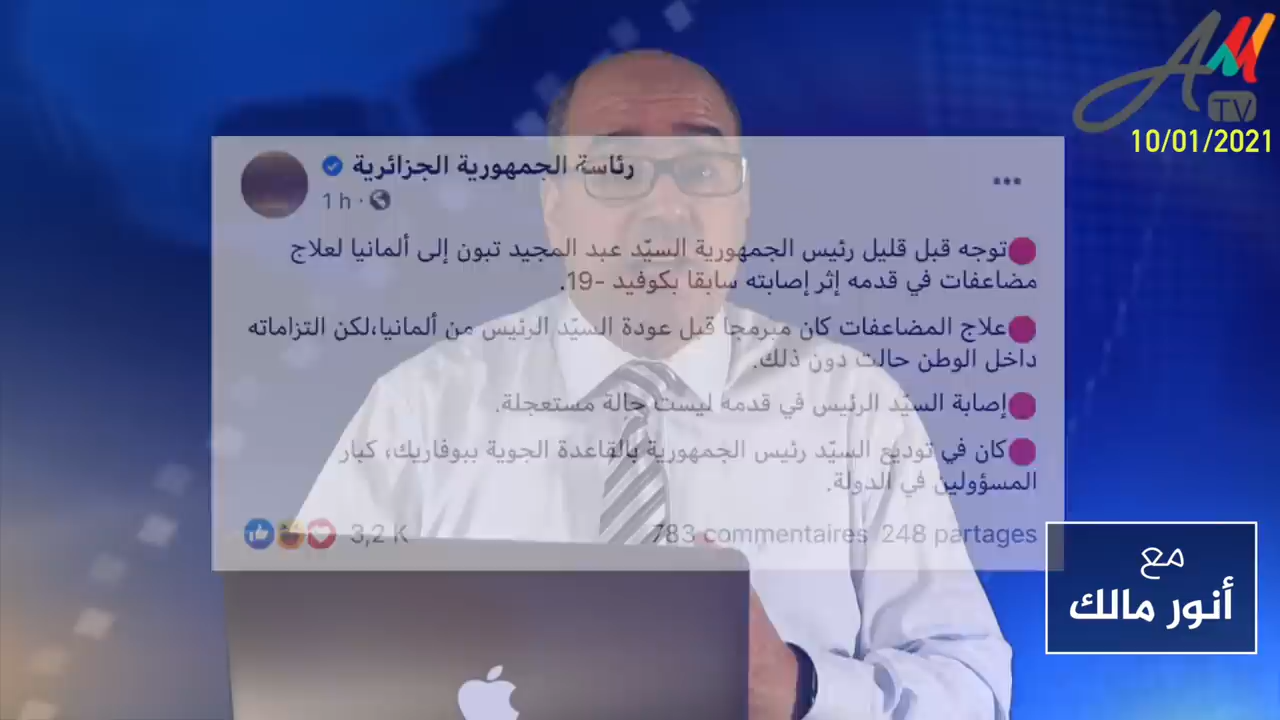 AM
TV
10/01/2021
رئاسة الجمهورية الجزائرية
1 h ·
توجه قبل قليل رئيس الجمهورية السيّد عبد المجيد تبون إلى ألمانيا لعلاج
مضاعفات في قدمه إثر إصابته سابقا بكوفيد -19.
علاج المضاعفات كان مبرمجا قبل عودة السيّد الرئيس من ألمانيا،لكن التزاماته
داخل الوطن حالت دون ذلك.
إصابة السيّد الرئيس في قدمه ليست حالة مستعجلة.
كان في توديع السيّد رئيس الجمهورية بالقاعدة الجوية ببوفاريك، كبار
المسؤولين في الدولة.
3,2 K 783 commentaires 248 partages
مع
أنور مالك